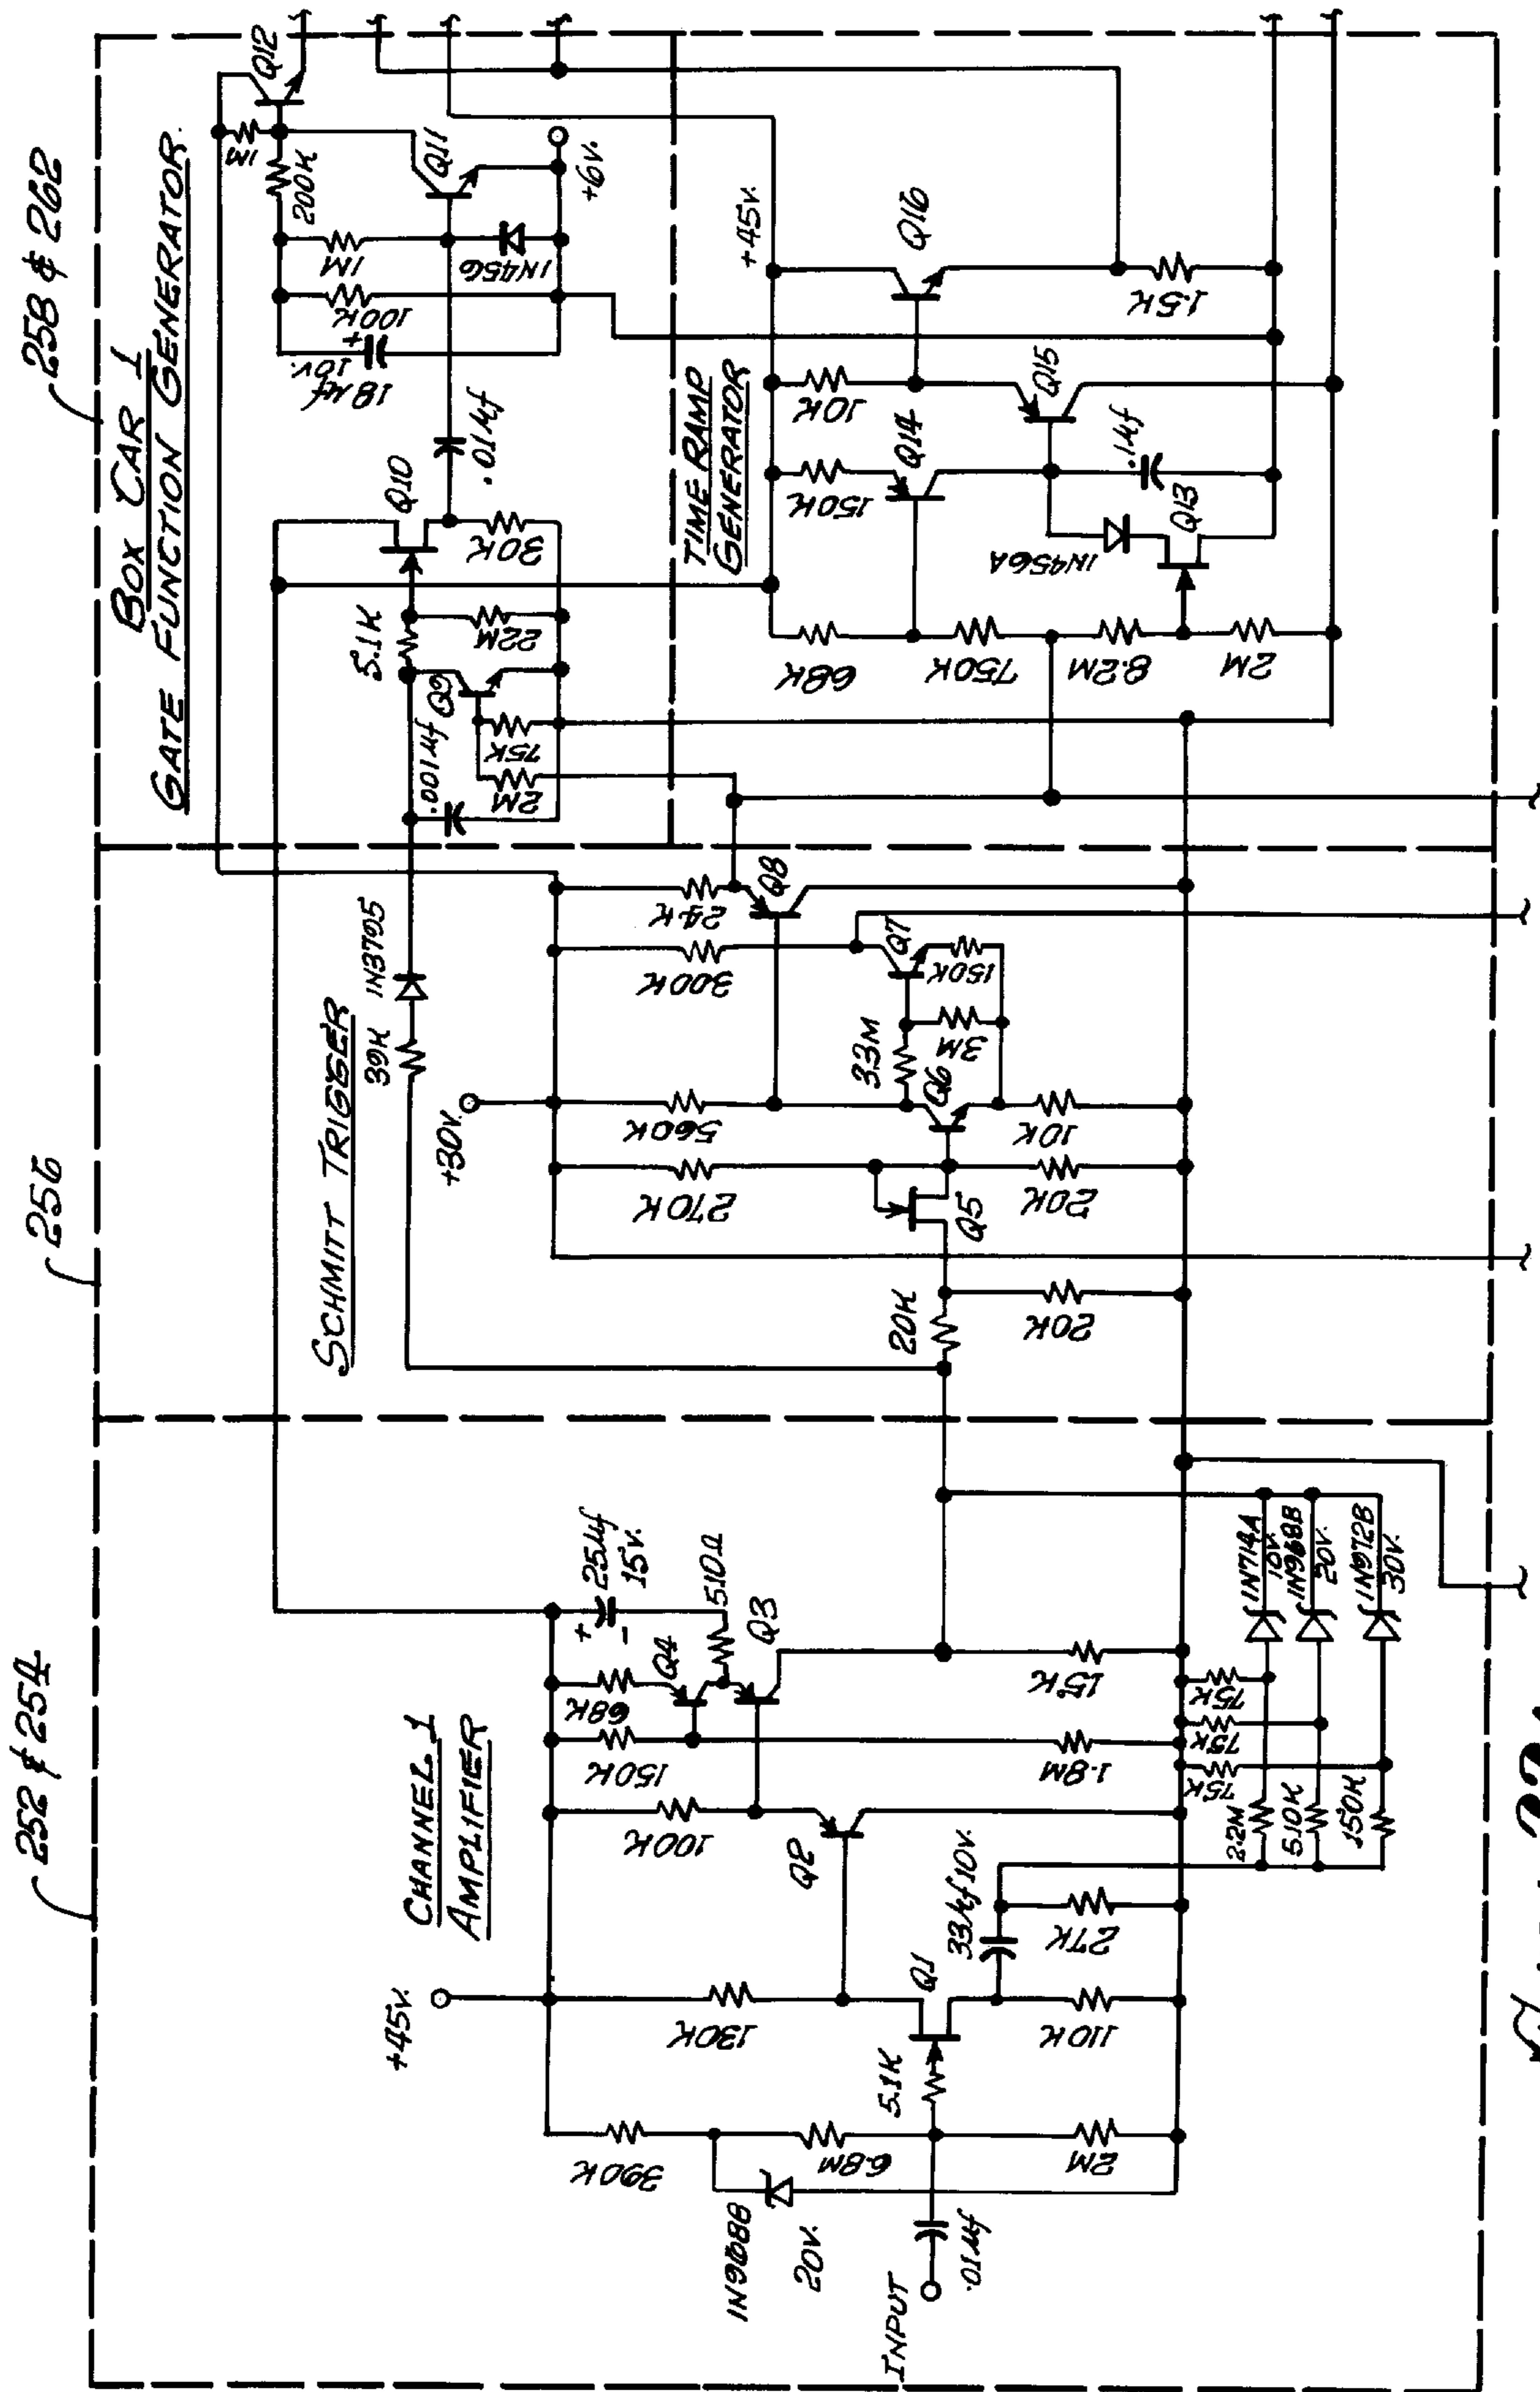 252 & 254
256
258 & 262
CHANNEL 1
AMPLIFIER
+45V.
390K
1N968B
20V.
6.8M
INPUT
.01µf
2M
5.1K
Q1
130K
110K
33µf 10V.
27K
Q2
100K
150K
68K
Q4
+
25µf
15V.
-
510Ω
Q3
1.8M
15K
75K
75K
75K
2.2M
510K
150K
1N714A
10V.
1N968B
20V.
1N972B
30V.
SCHMITT TRIGGER
39K
1N3795
+30V.
20K
20K
270K
Q5
20K
560K
Q6
10K
3.3M
3M
300K
Q7
150K
24K
Q8
BOX CAR 1
GATE FUNCTION GENERATOR
.001µf
2M
75K
Q9
5.1K
22M
Q10
30K
.01µf
18µf
10V.
+
100K
1M
1N456
200K
1M
Q11
Q12
+6V.
TIME RAMP
GENERATOR
+45V.
68K
750K
8.2M
2M
150K
Q14
1N456A
Q13
.1µf
10K
Q15
Q16
1.5K